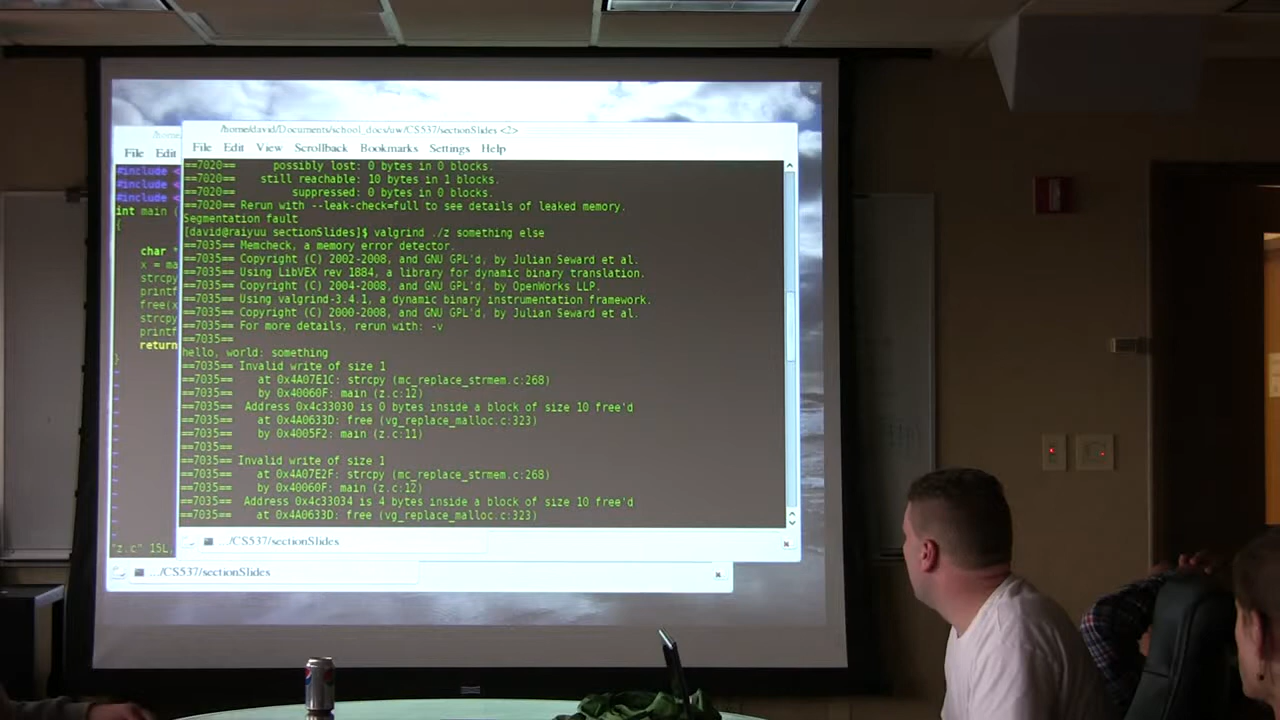 /home/david/Documents/school_docs/uw/CS537/sectionSlides <2>
File Edit View Scrollback Bookmarks Settings Help
==7020== possibly lost: 0 bytes in 0 blocks.
==7020== still reachable: 10 bytes in 1 blocks.
==7020== suppressed: 0 bytes in 0 blocks.
==7020== Rerun with --leak-check=full to see details of leaked memory.
Segmentation fault
[david@raiyuu sectionSlides]$ valgrind ./z something else
==7035== Memcheck, a memory error detector.
==7035== Copyright (C) 2002-2008, and GNU GPL'd, by Julian Seward et al.
==7035== Using LibVEX rev 1884, a library for dynamic binary translation.
==7035== Copyright (C) 2004-2008, and GNU GPL'd, by OpenWorks LLP.
==7035== Using valgrind-3.4.1, a dynamic binary instrumentation framework.
==7035== Copyright (C) 2000-2008, and GNU GPL'd, by Julian Seward et al.
==7035== For more details, rerun with: -v
==7035==
hello, world: something
==7035== Invalid write of size 1
==7035== at 0x4A07E1C: strcpy (mc_replace_strmem.c:268)
==7035== by 0x40060F: main (z.c:12)
==7035== Address 0x4c33030 is 0 bytes inside a block of size 10 free'd
==7035== at 0x4A0633D: free (vg_replace_malloc.c:323)
==7035== by 0x4005F2: main (z.c:11)
==7035==
==7035== Invalid write of size 1
==7035== at 0x4A07E2F: strcpy (mc_replace_strmem.c:268)
==7035== by 0x40060F: main (z.c:12)
==7035== Address 0x4c33034 is 4 bytes inside a block of size 10 free'd
==7035== at 0x4A0633D: free (vg_replace_malloc.c:323)
.../CS537/sectionSlides
/home
File Edit
#include <
#include <
#include <
int main (
{
char *
x = ma
strcpy
printf
free(x
strcpy
printf
return
}
"z.c" 15L,
.../CS537/sectionSlides